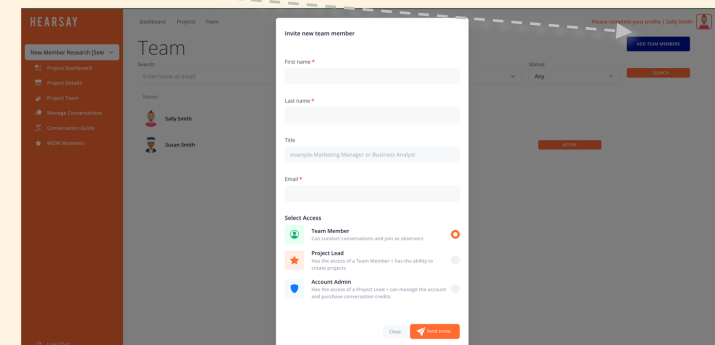 HEARSAY
Dashboard Projects Team
Please complete your profile | Sally Smith
New Member Research [Sele
Project Dashboard
Project Details
Project Team
Manage Conversations
Conversation Guide
WOW Moments
Live Chat
Team
ADD TEAM MEMBERS
Search:
Enter name or email
Status:
Any
SEARCH
Name:
Sally Smith
Susan Smith
ACTIVE
Invite new team member
First name *
Last name *
Title
example Marketing Manager or Business Analyst
Email *
Select Access
Team Member
Can conduct conversations and join as observers
Project Lead
Has the access of a Team Member + has the ability to
create projects
Account Admin
Has the access of a Project Lead + can manage the account
and purchase conversation credits
Close
Send Invite